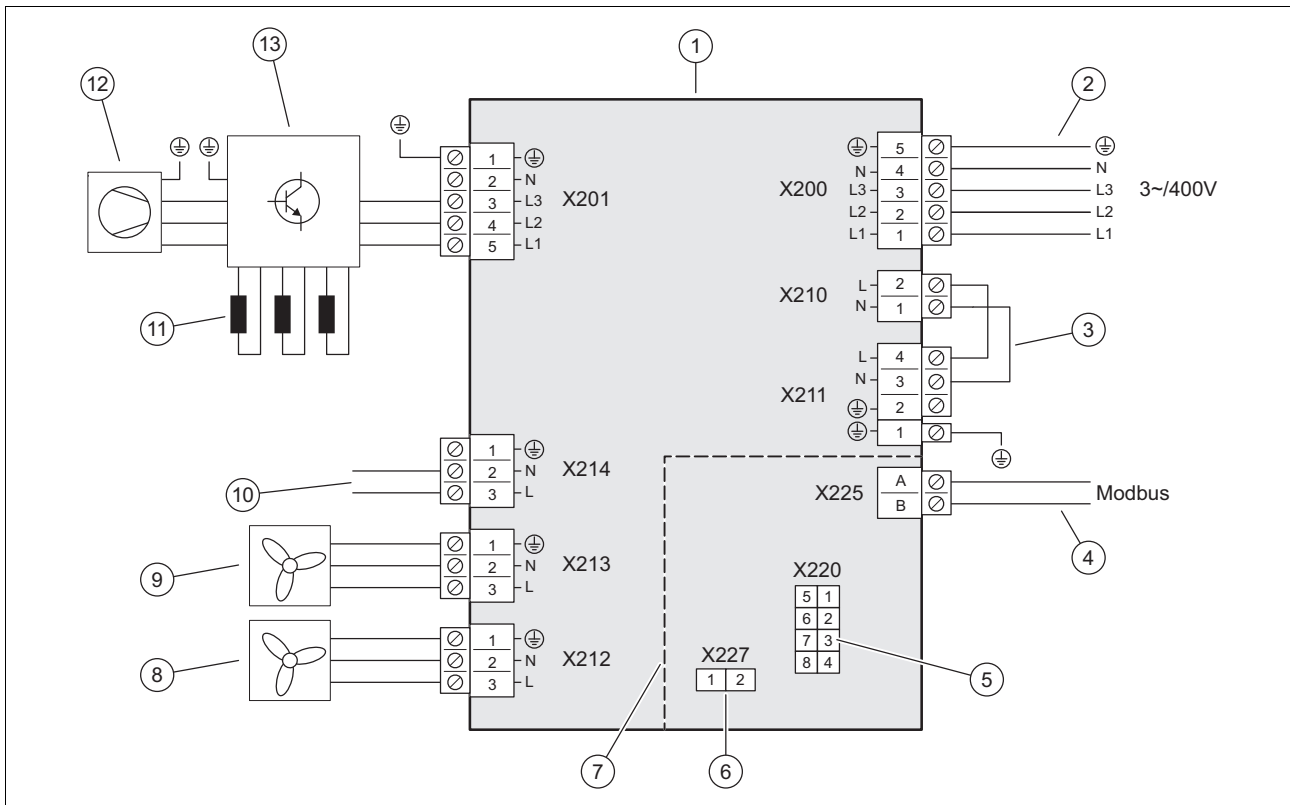 13
1
12
2
1
2 N
3 L3
4 L2
5 L1
X201
5
N 4
L3 3
L2 2
L1 1
X200
N
L3
L2
L1
3~/400V
X210
L 2
N 1
11
3
X211
L 4
N 3
2
1
1
2 N
3 L
X214
10
X225
A
B
Modbus
4
1
2 N
3 L
X213
9
X220
5 1
6 2
7 3
8 4
5
1
2 N
3 L
X212
8
X227
1 2
7
6